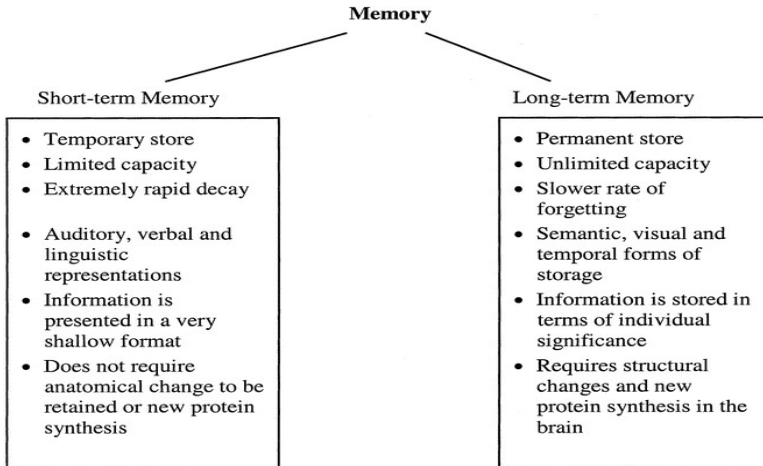 Memory
Short-term Memory
• Temporary store
• Limited capacity
• Extremely rapid decay
• Auditory, verbal and
linguistic
representations
• Information is
presented in a very
shallow format
• Does not require
anatomical change to be
retained or new protein
synthesis
Long-term Memory
• Permanent store
• Unlimited capacity
• Slower rate of
forgetting
• Semantic, visual and
temporal forms of
storage
• Information is stored in
terms of individual
significance
• Requires structural
changes and new
protein synthesis in the
brain